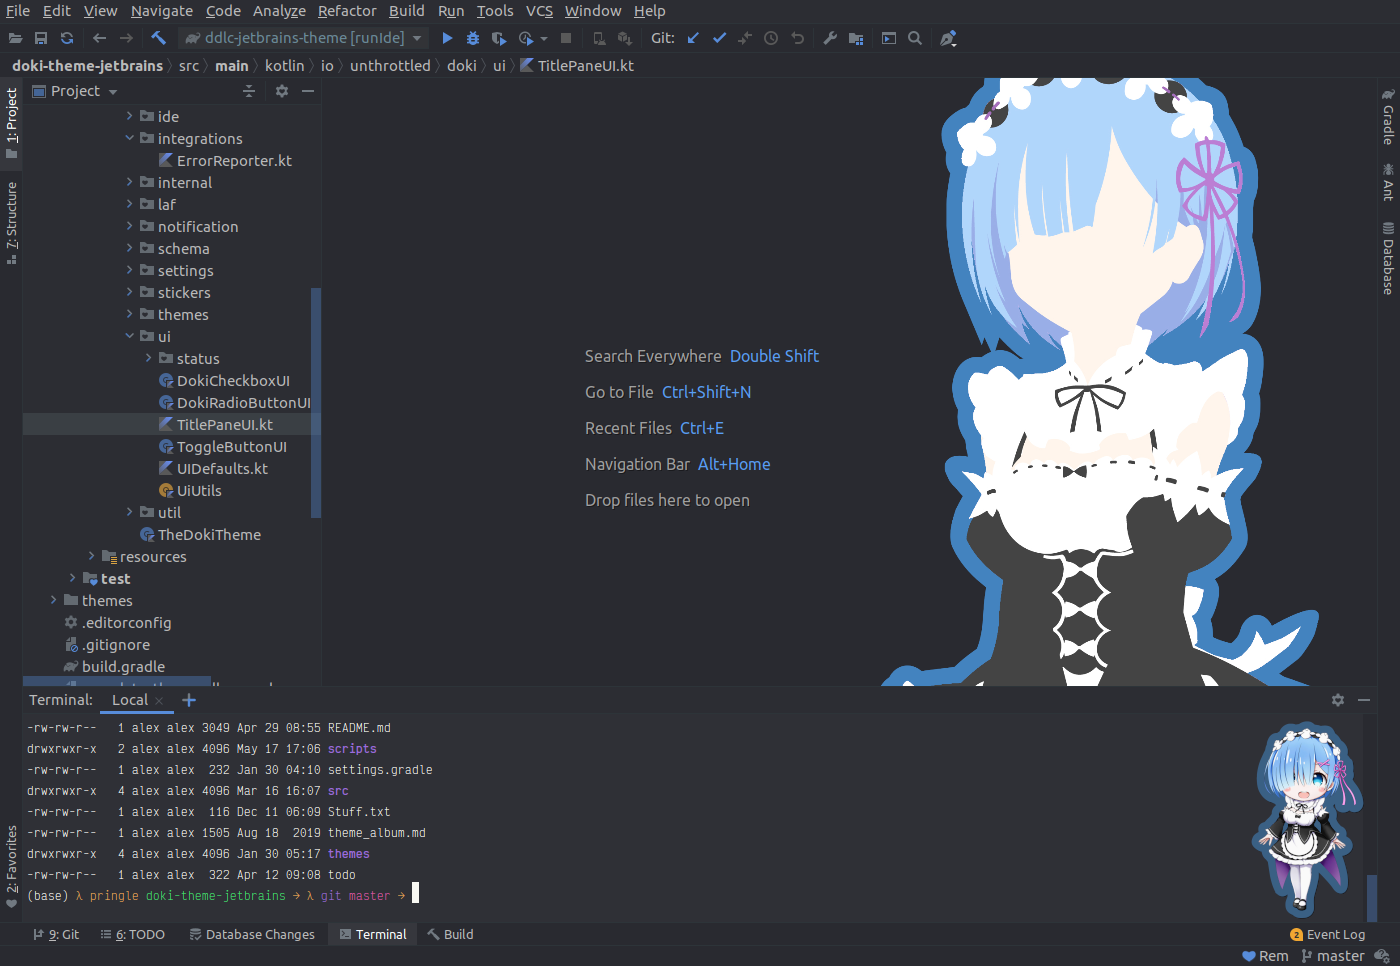 File Edit View Navigate Code Analyze Refactor Build Run Tools VCS Window Help
ddlc-jetbrains-theme [runIde] Git:
doki-theme-jetbrains src main kotlin io unthrottled doki ui TitlePaneUI.kt
1: Project
7: Structure
2: Favorites
Project
ide
integrations
ErrorReporter.kt
internal
laf
notification
schema
settings
stickers
themes
ui
status
DokiCheckboxUI
DokiRadioButtonUI
TitlePaneUI.kt
ToggleButtonUI
UIDefaults.kt
UiUtils
util
TheDokiTheme
resources
test
themes
.editorconfig
.gitignore
build.gradle
Search Everywhere Double Shift
Go to File Ctrl+Shift+N
Recent Files Ctrl+E
Navigation Bar Alt+Home
Drop files here to open
Gradle
Ant
Database
Terminal: Local × +
-rw-rw-r-- 1 alex alex 3049 Apr 29 08:55 README.md
drwxrwxr-x 2 alex alex 4096 May 17 17:06 scripts
-rw-rw-r-- 1 alex alex 232 Jan 30 04:10 settings.gradle
drwxrwxr-x 4 alex alex 4096 Mar 16 16:07 src
-rw-rw-r-- 1 alex alex 116 Dec 11 06:09 Stuff.txt
-rw-rw-r-- 1 alex alex 1505 Aug 18 2019 theme_album.md
drwxrwxr-x 4 alex alex 4096 Jan 30 05:17 themes
-rw-rw-r-- 1 alex alex 322 Apr 12 09:08 todo
(base) λ pringle doki-theme-jetbrains → λ git master →
9: Git 6: TODO Database Changes Terminal Build 2 Event Log
Rem master